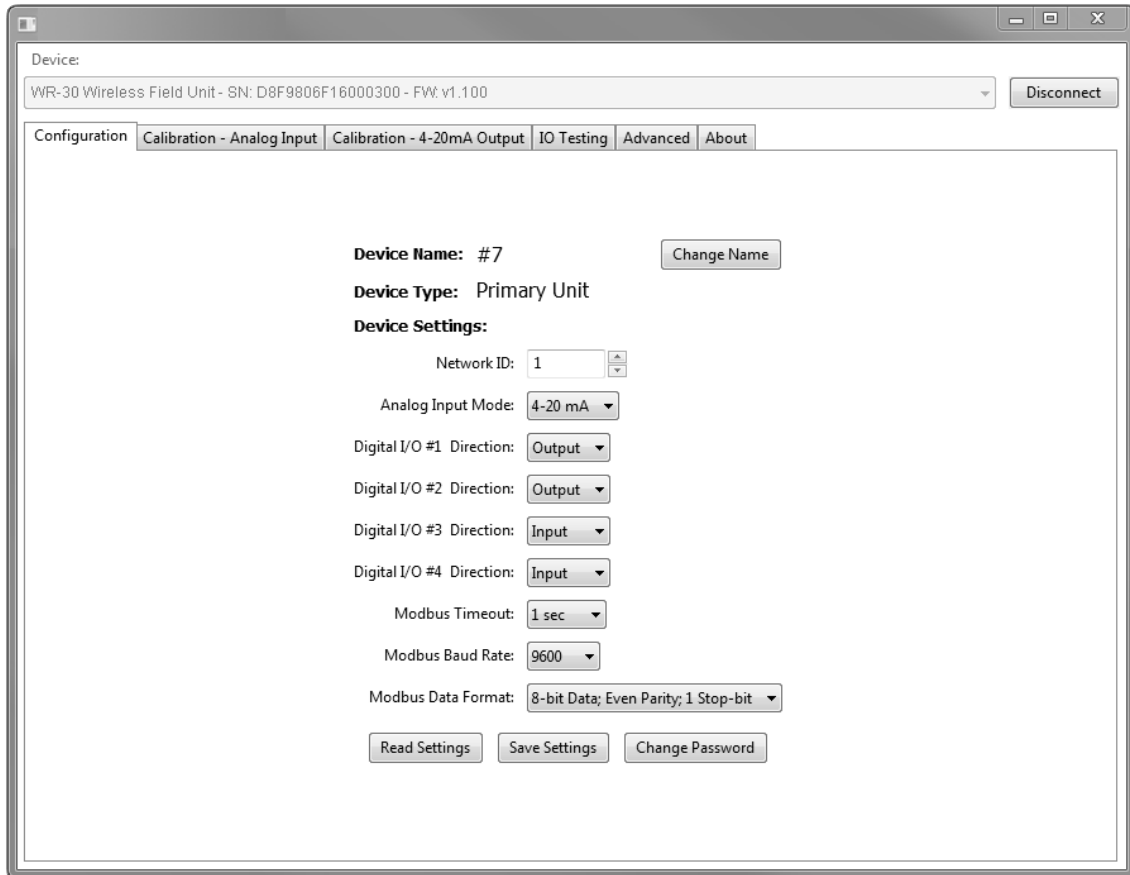 Device:
WR-30 Wireless Field Unit - SN: D8F9806F16000300 - FW: v1.100
Disconnect
Configuration Calibration - Analog Input Calibration - 4-20mA Output IO Testing Advanced About
Device Name: #7 Change Name
Device Type: Primary Unit
Device Settings:
Network ID: 1
Analog Input Mode: 4-20 mA
Digital I/O #1 Direction: Output
Digital I/O #2 Direction: Output
Digital I/O #3 Direction: Input
Digital I/O #4 Direction: Input
Modbus Timeout: 1 sec
Modbus Baud Rate: 9600
Modbus Data Format: 8-bit Data; Even Parity; 1 Stop-bit
Read Settings Save Settings Change Password